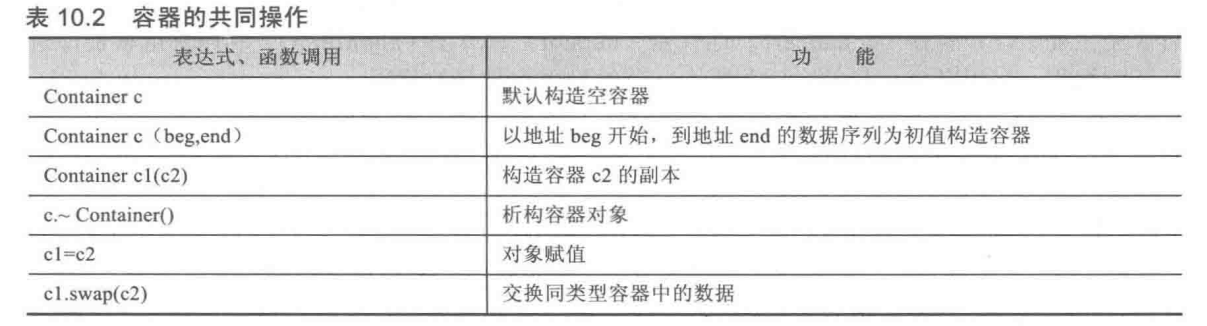 表 10.2 容器的共同操作
表达式、函数调用 功 能
Container c 默认构造空容器
Container c（beg,end） 以地址 beg 开始，到地址 end 的数据序列为初值构造容器
Container c1(c2) 构造容器 c2 的副本
c.~ Container() 析构容器对象
c1=c2 对象赋值
c1.swap(c2) 交换同类型容器中的数据